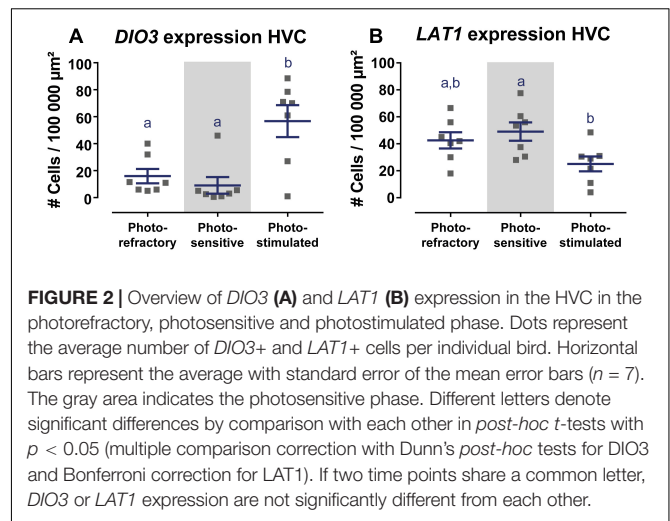 A DIO3 expression HVC
B LAT1 expression HVC
# Cells / 100 000 µm²
100
80
60
40
20
0
a
a
b
Photo-
refractory
Photo-
sensitive
Photo-
stimulated
# Cells / 100 000 µm²
100
80
60
40
20
0
a,b
a
b
Photo-
refractory
Photo-
sensitive
Photo-
stimulated
FIGURE 2 | Overview of DIO3 (A) and LAT1 (B) expression in the HVC in the
photorefractory, photosensitive and photostimulated phase. Dots represent
the average number of DIO3+ and LAT1+ cells per individual bird. Horizontal
bars represent the average with standard error of the mean error bars (n = 7).
The gray area indicates the photosensitive phase. Different letters denote
significant differences by comparison with each other in post-hoc t-tests with
p < 0.05 (multiple comparison correction with Dunn's post-hoc tests for DIO3
and Bonferroni correction for LAT1). If two time points share a common letter,
DIO3 or LAT1 expression are not significantly different from each other.